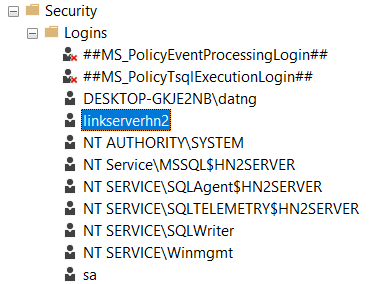 Security
Logins
##MS_PolicyEventProcessingLogin##
##MS_PolicyTsqlExecutionLogin##
DESKTOP-GKJE2NB\datng
linkserverhn2
NT AUTHORITY\SYSTEM
NT Service\MSSQL$HN2SERVER
NT SERVICE\SQLAgent$HN2SERVER
NT SERVICE\SQLTELEMETRY$HN2SERVER
NT SERVICE\SQLWriter
NT SERVICE\Winmgmt
sa